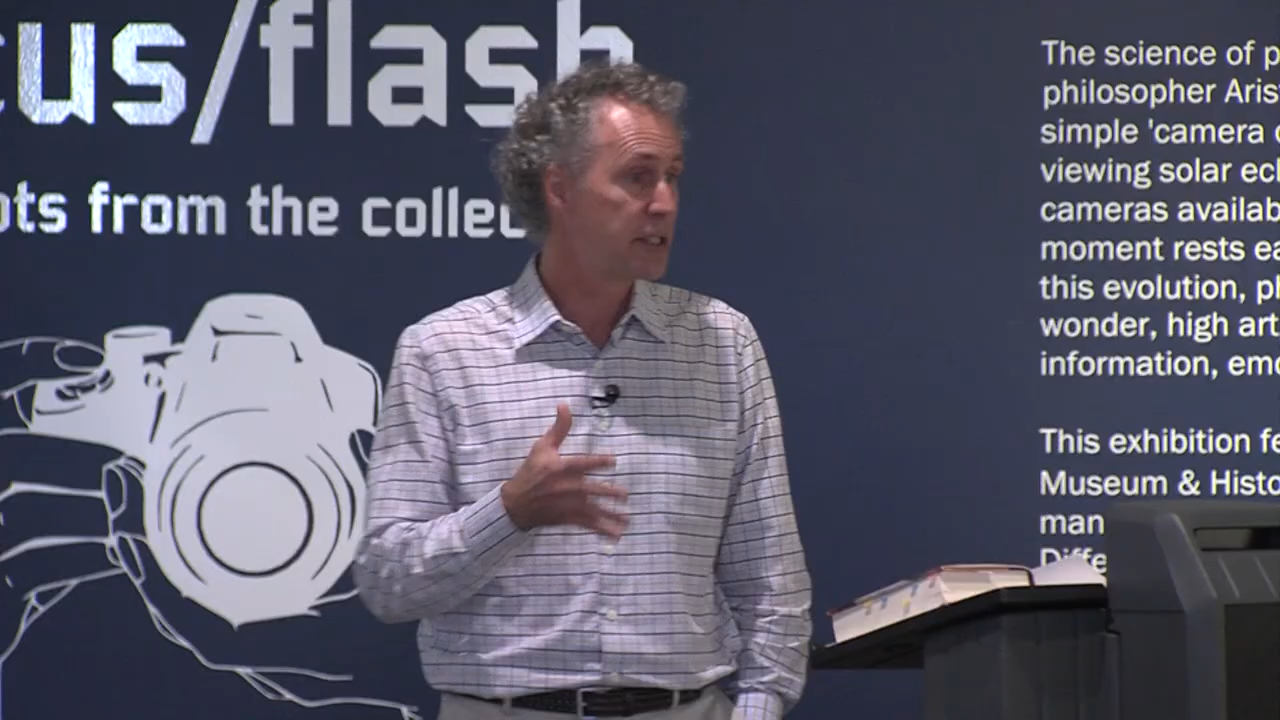 cus/flash
ots from the collec
The science of p
philosopher Aris
simple 'camera o
viewing solar ecl
cameras availab
moment rests ea
this evolution, ph
wonder, high art
information, emo
This exhibition fe
Museum & Histo
man
Diffe